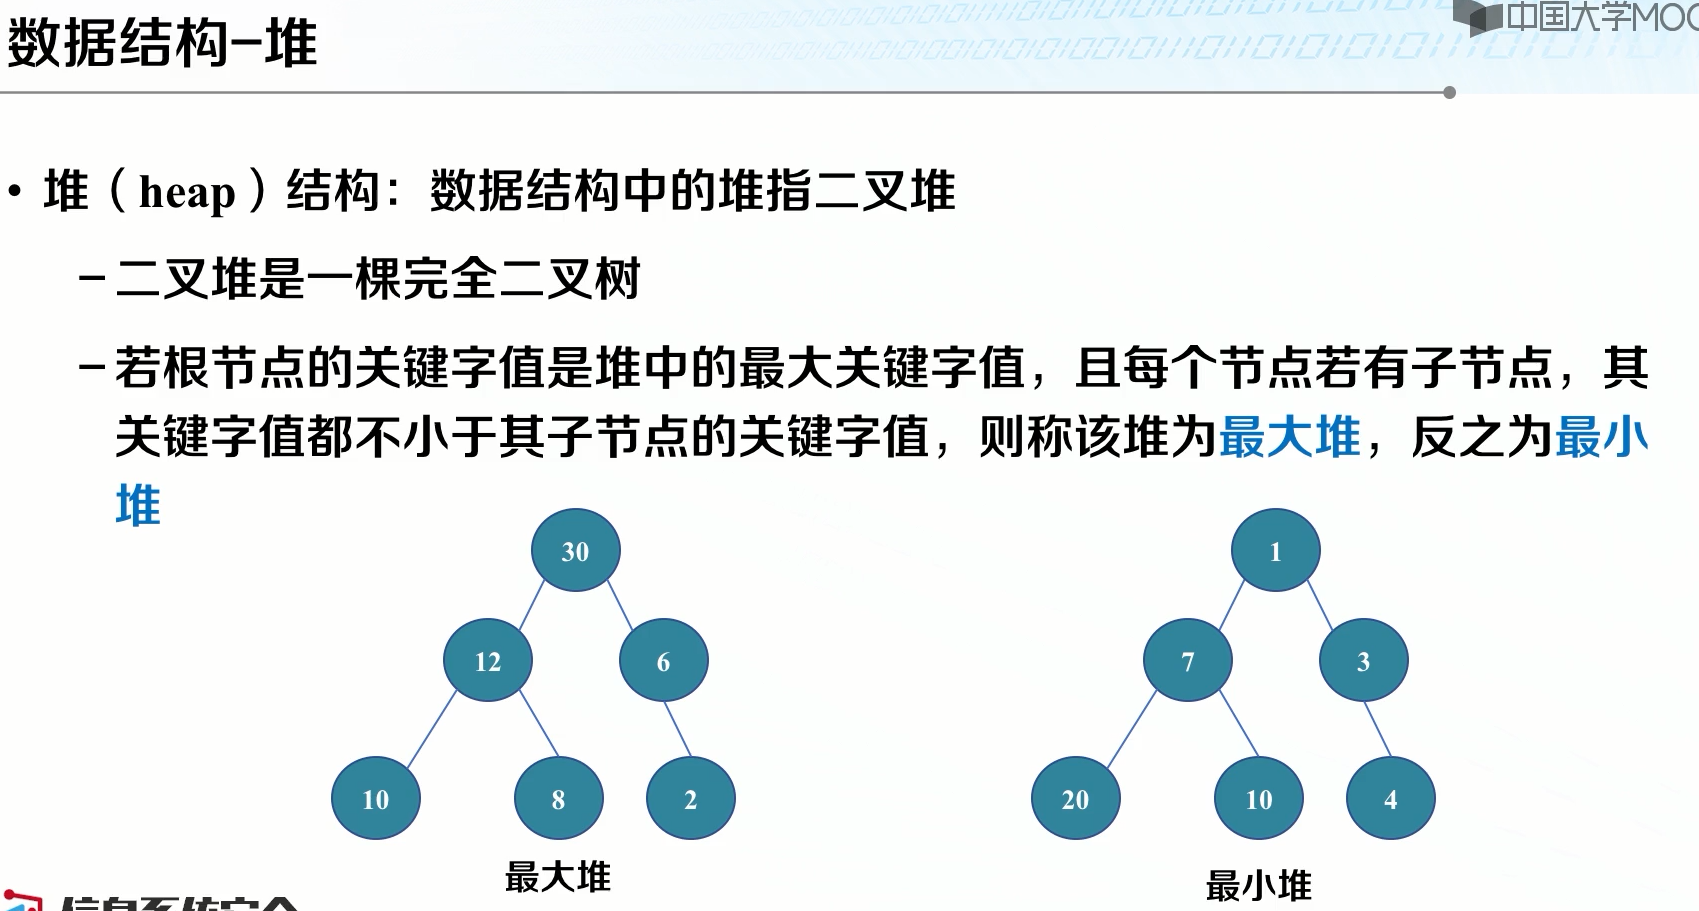 数据结构–堆
中国大学MOO
• 堆（heap）结构：数据结构中的堆指二叉堆
–二叉堆是一棵完全二叉树
–若根节点的关键字值是堆中的最大关键字值，且每个节点若有子节点，其
关键字值都不小于其子节点的关键字值，则称该堆为最大堆，反之为最小
堆
30
12 6
10 8 2
最大堆
1
7 3
20 10 4
最小堆
信息系统安全